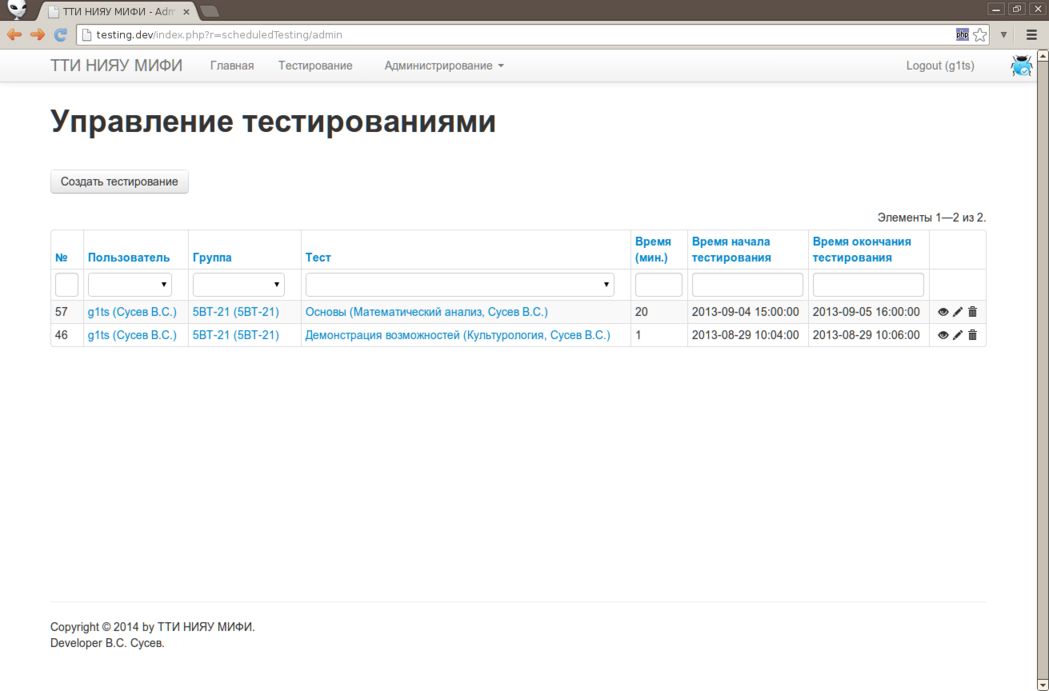 ТТИ НИЯУ МИФИ - Adm
testing.dev/index.php?r=scheduledTesting/admin
php
ТТИ НИЯУ МИФИ Главная Тестирование Администрирование Logout (g1ts)
Управление тестированиями
Создать тестирование
Элементы 1—2 из 2.
№ Пользователь Группа Тест Время (мин.) Время начала тестирования Время окончания тестирования
57 g1ts (Сусев В.С.) 5ВТ-21 (5ВТ-21) Основы (Математический анализ, Сусев В.С.) 20 2013-09-04 15:00:00 2013-09-05 16:00:00
46 g1ts (Сусев В.С.) 5ВТ-21 (5ВТ-21) Демонстрация возможностей (Культурология, Сусев В.С.) 1 2013-08-29 10:04:00 2013-08-29 10:06:00
Copyright © 2014 by ТТИ НИЯУ МИФИ.
Developer В.С. Сусев.